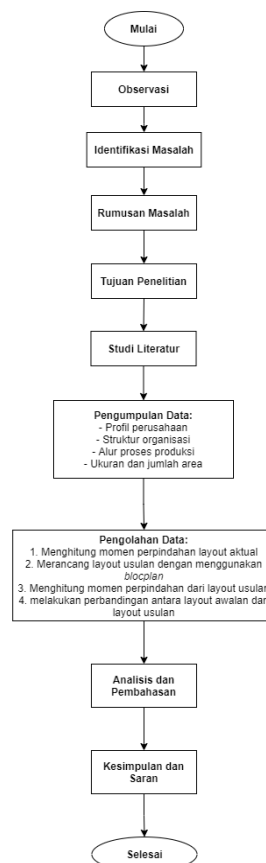 Mulai
Observasi
Identifikasi Masalah
Rumusan Masalah
Tujuan Penelitian
Studi Literatur
Pengumpulan Data:
- Profil perusahaan
- Struktur organisasi
- Alur proses produksi
- Ukuran dan jumlah area
Pengolahan Data:
1. Menghitung momen perpindahan layout aktual
2. Merancang layout usulan dengan menggunakan
blocplan
3. Menghitung momen perpindahan dari layout usulan
4. melakukan perbandingan antara layout awalan dan
layout usulan
Analisis dan
Pembahasan
Kesimpulan dan
Saran
Selesai